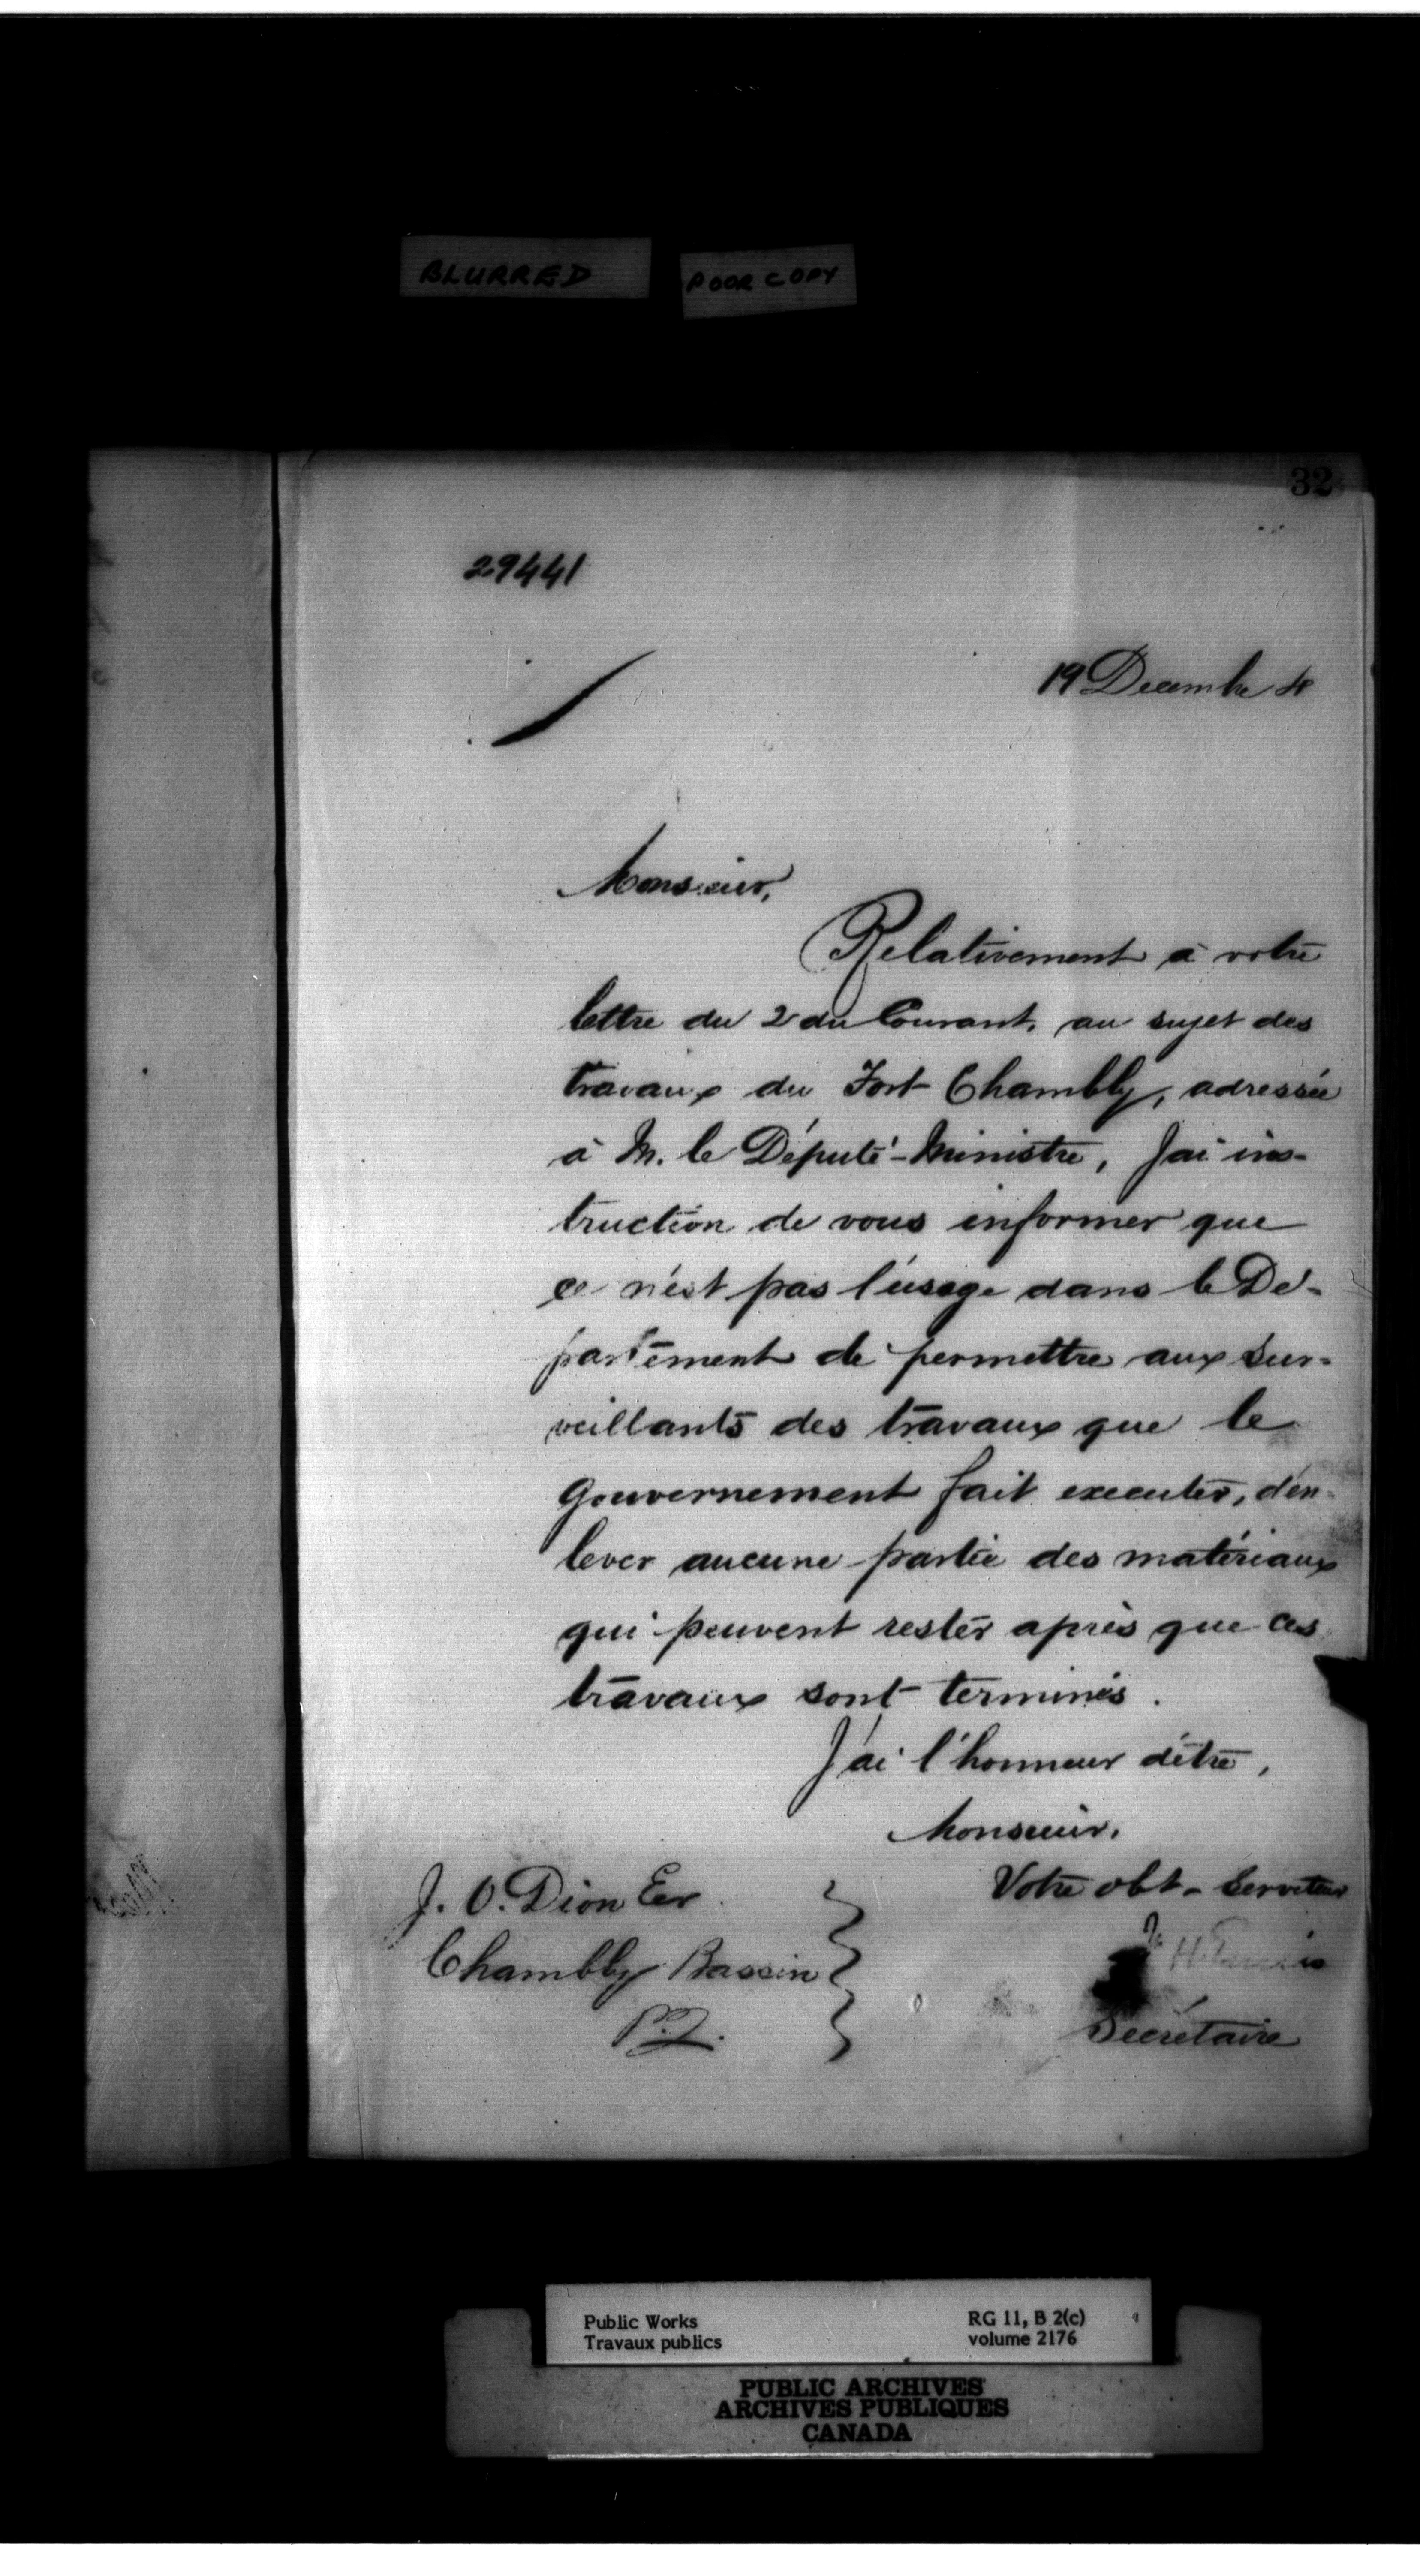 BLURRED
POOR COPY
32
29441
19 Decembre 4
Monsieur,
Relativement à votre
lettre du 2 du Courant, au sujet des
travaux du Fort Chambly, adressée
à M. le Député-Ministre, J'ai ins-
truction de vous informer que
ce n'est pas l'usage dans le Dé-
partement de permettre aux Sur-
veillants des travaux que le
Gouvernement fait executer, d'en-
lever aucune partie des matériaux
qui peuvent rester après que ces
travaux sont terminés.
J'ai l'honneur d'être,
Monsieur,
Votre obt. Serviteur
J. O. Dion Ecr
Chambly Bassin
P.Q.
Secrétaire
Public Works
Travaux publics
RG 11, B 2(c)
volume 2176
PUBLIC ARCHIVES
ARCHIVES PUBLIQUES
CANADA